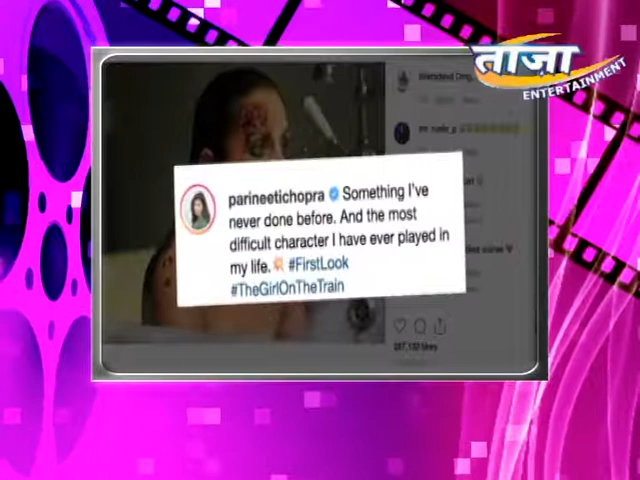 ताज़ा
ENTERTAINMENT
parineetichopra Something I've
never done before. And the most
difficult character I have ever played in
my life. #FirstLook
#TheGirlOnTheTrain